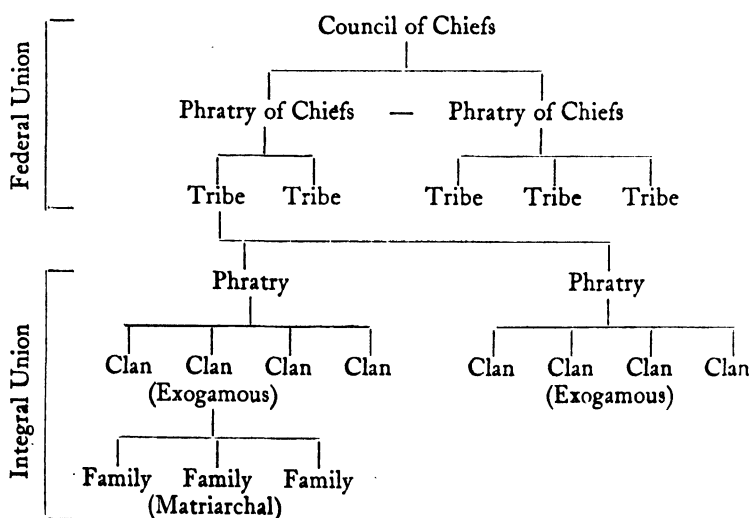 Federal Union
Council of Chiefs
Phratry of Chiefs — Phratry of Chiefs
Tribe Tribe Tribe Tribe Tribe
Integral Union
Phratry Phratry
Clan Clan Clan Clan Clan Clan Clan Clan
(Exogamous) (Exogamous)
Family Family Family
(Matriarchal)